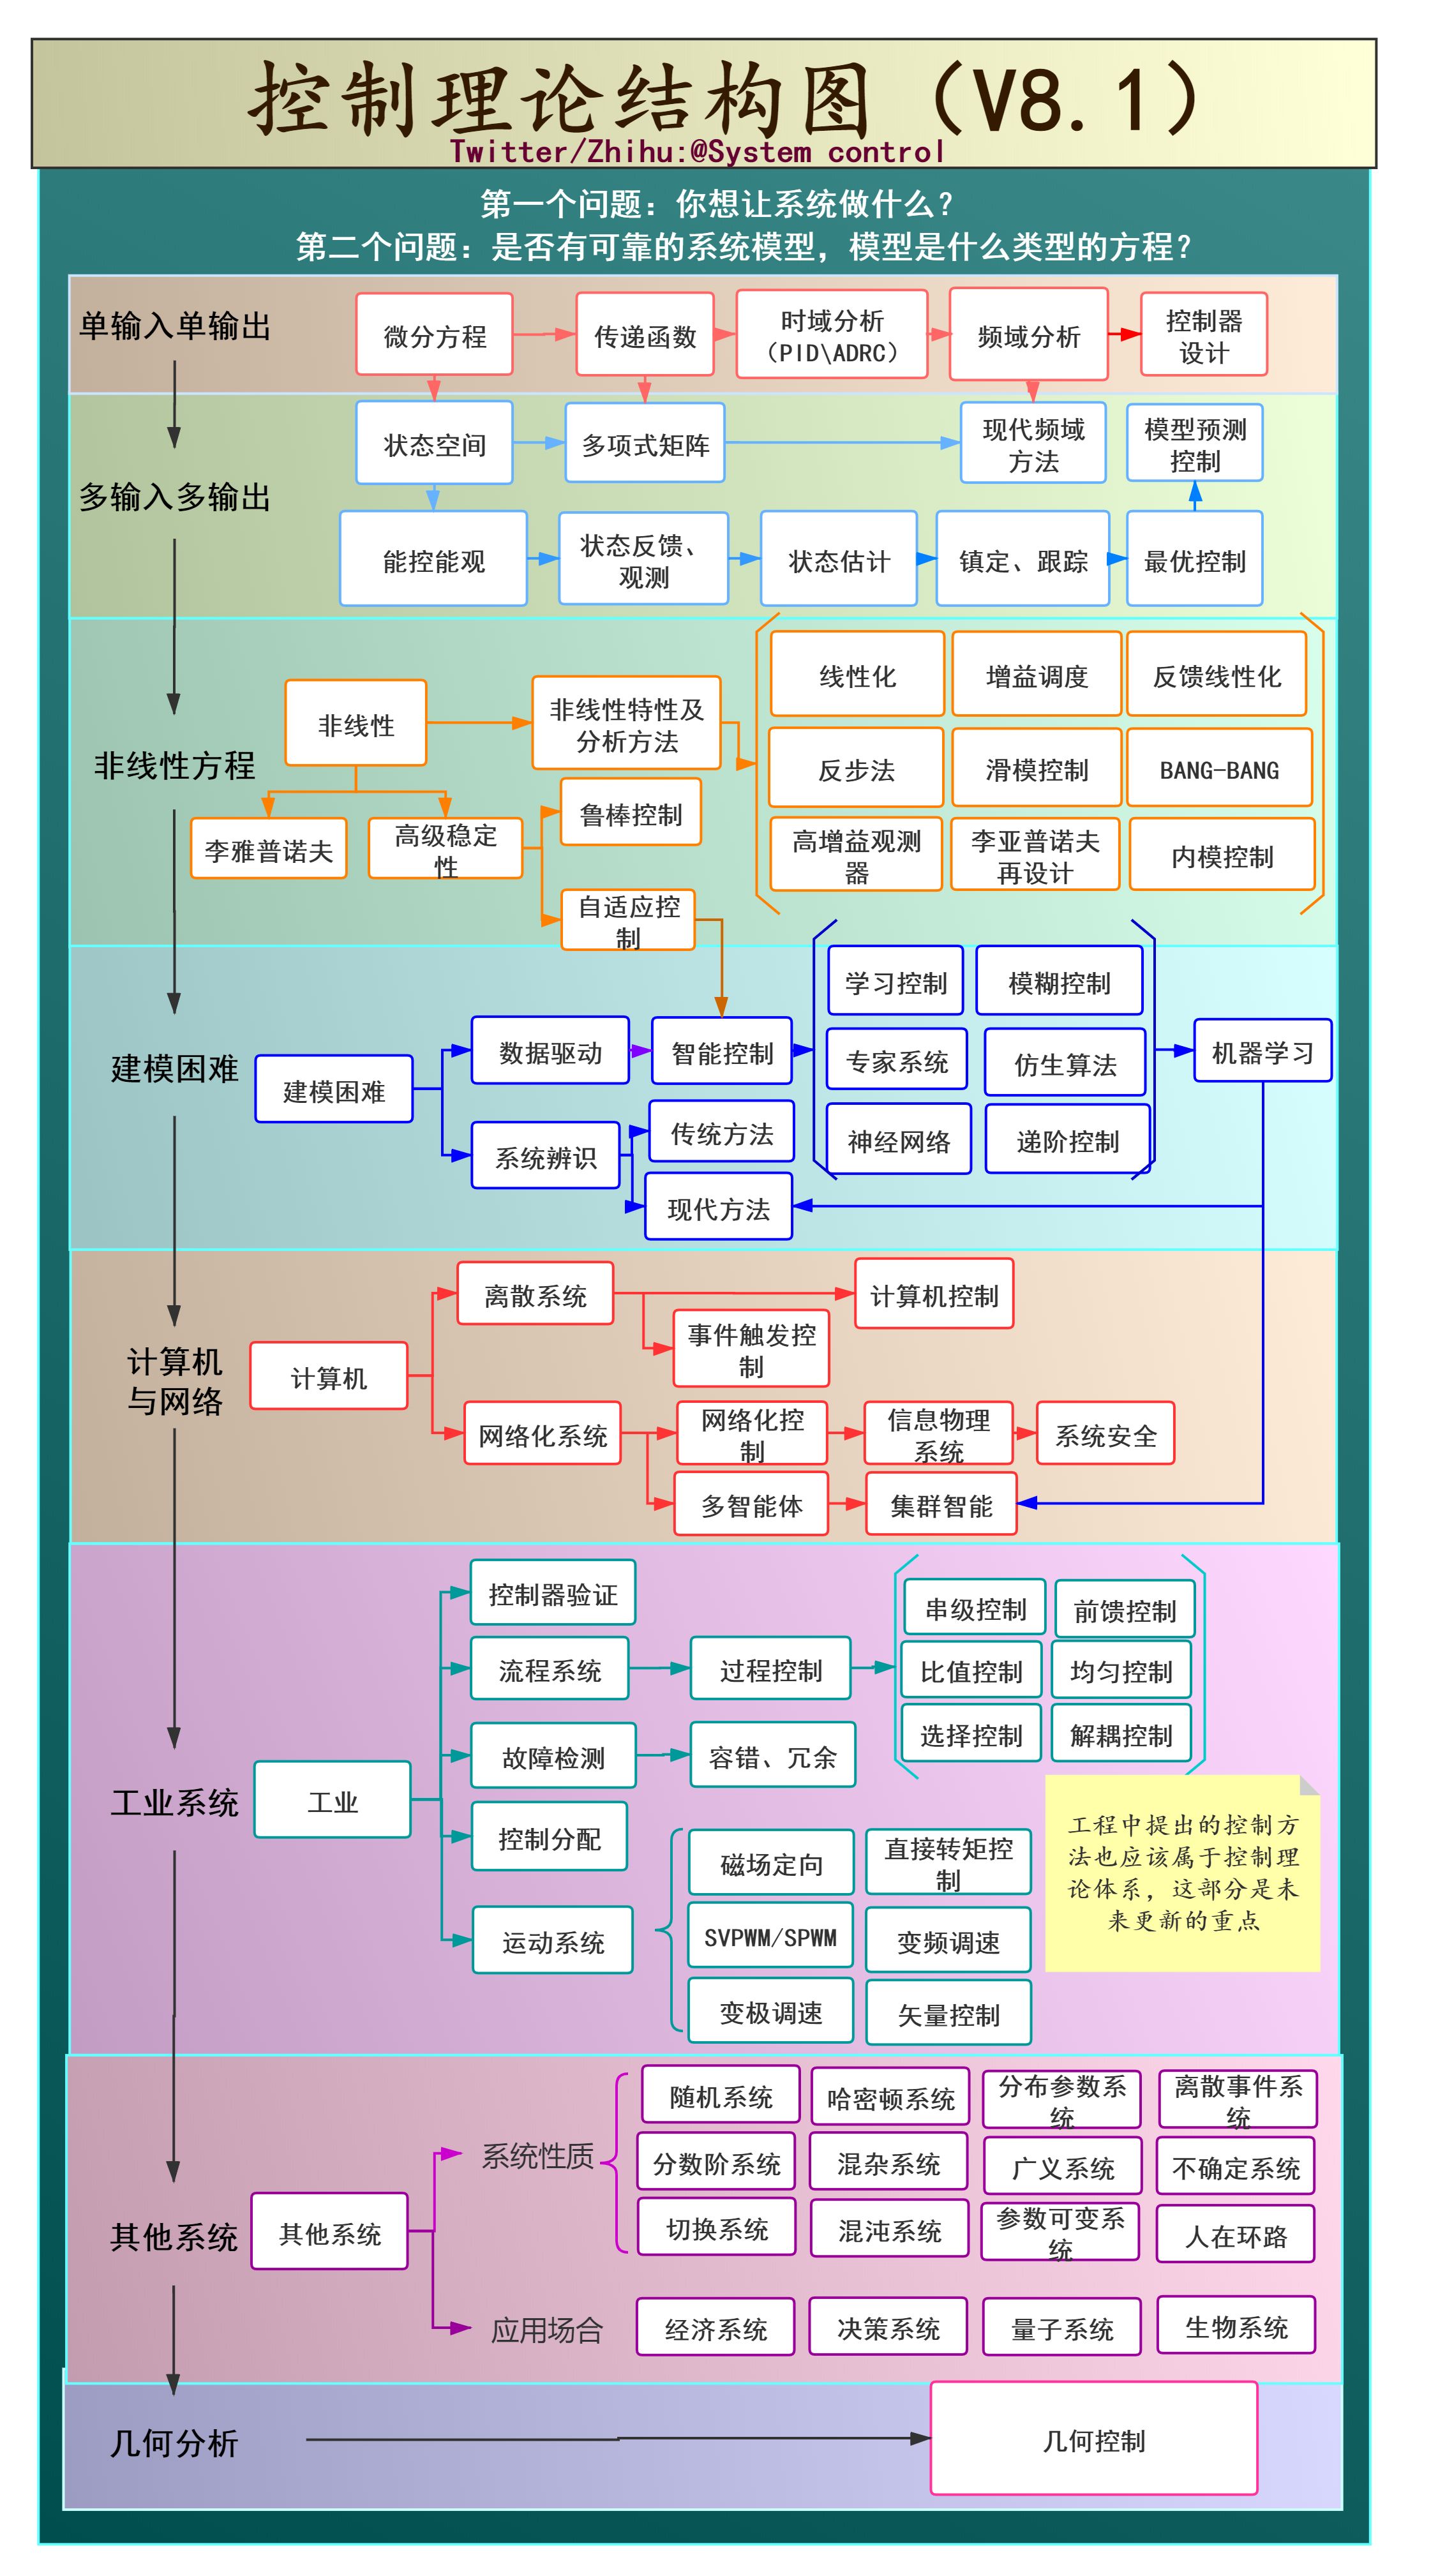 控制理论结构图（V8.1）
Twitter/Zhihu:@System control
第一个问题：你想让系统做什么？
第二个问题：是否有可靠的系统模型，模型是什么类型的方程？
单输入单输出
微分方程
传递函数
时域分析
（PID\ADRC）
频域分析
控制器
设计
多输入多输出
状态空间
多项式矩阵
现代频域
方法
模型预测
控制
能控能观
状态反馈、
观测
状态估计
镇定、跟踪
最优控制
非线性方程
非线性
非线性特性及
分析方法
李雅普诺夫
高级稳定
性
鲁棒控制
自适应控
制
线性化
增益调度
反馈线性化
反步法
滑模控制
BANG-BANG
高增益观测
器
李亚普诺夫
再设计
内模控制
建模困难
建模困难
数据驱动
智能控制
系统辨识
传统方法
现代方法
学习控制
模糊控制
专家系统
仿生算法
神经网络
递阶控制
机器学习
计算机
与网络
计算机
离散系统
计算机控制
事件触发控
制
网络化系统
网络化控
制
信息物理
系统
系统安全
多智能体
集群智能
工业系统
工业
控制器验证
流程系统
过程控制
串级控制
前馈控制
比值控制
均匀控制
选择控制
解耦控制
故障检测
容错、冗余
控制分配
运动系统
磁场定向
直接转矩控
制
SVPWM/SPWM
变频调速
变极调速
矢量控制
工程中提出的控制方
法也应该属于控制理
论体系，这部分是未
来更新的重点
其他系统
其他系统
系统性质
随机系统
哈密顿系统
分布参数系
统
离散事件系
统
分数阶系统
混杂系统
广义系统
不确定系统
切换系统
混沌系统
参数可变系
统
人在环路
应用场合
经济系统
决策系统
量子系统
生物系统
几何分析
几何控制